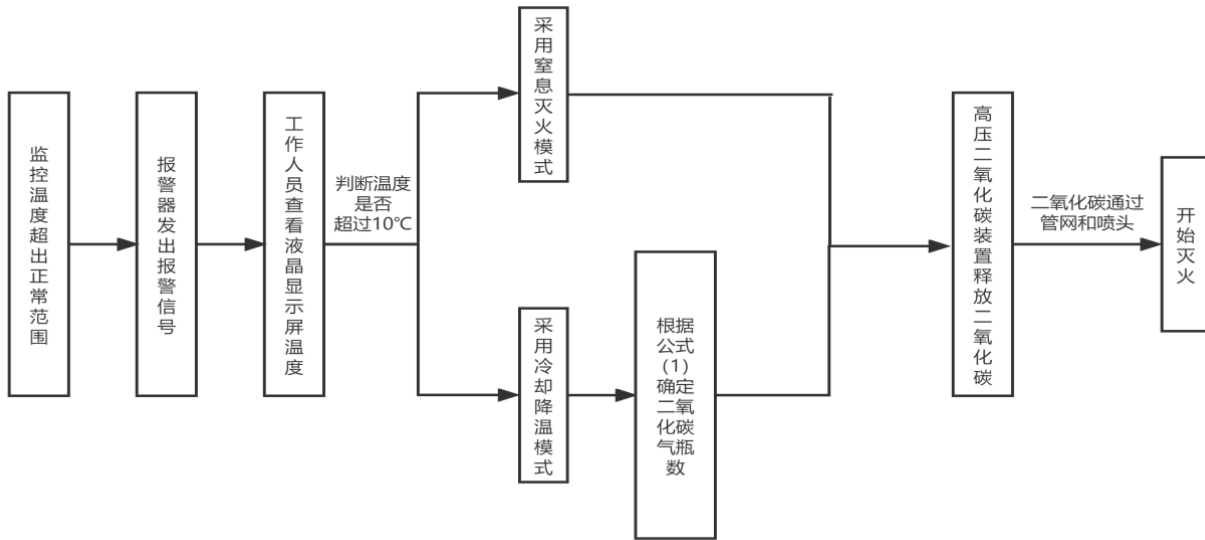 监控温度超出正常范围
报警器发出报警信号
工作人员查看液晶显示屏温度
判断温度
是否
超过10℃
采用窒息灭火模式
采用冷却降温模式
根据
公式
（1）
确定
二氧
化碳
气瓶
数
高压二氧化碳装置释放二氧化碳
二氧化碳通过
管网和喷头
开始灭火